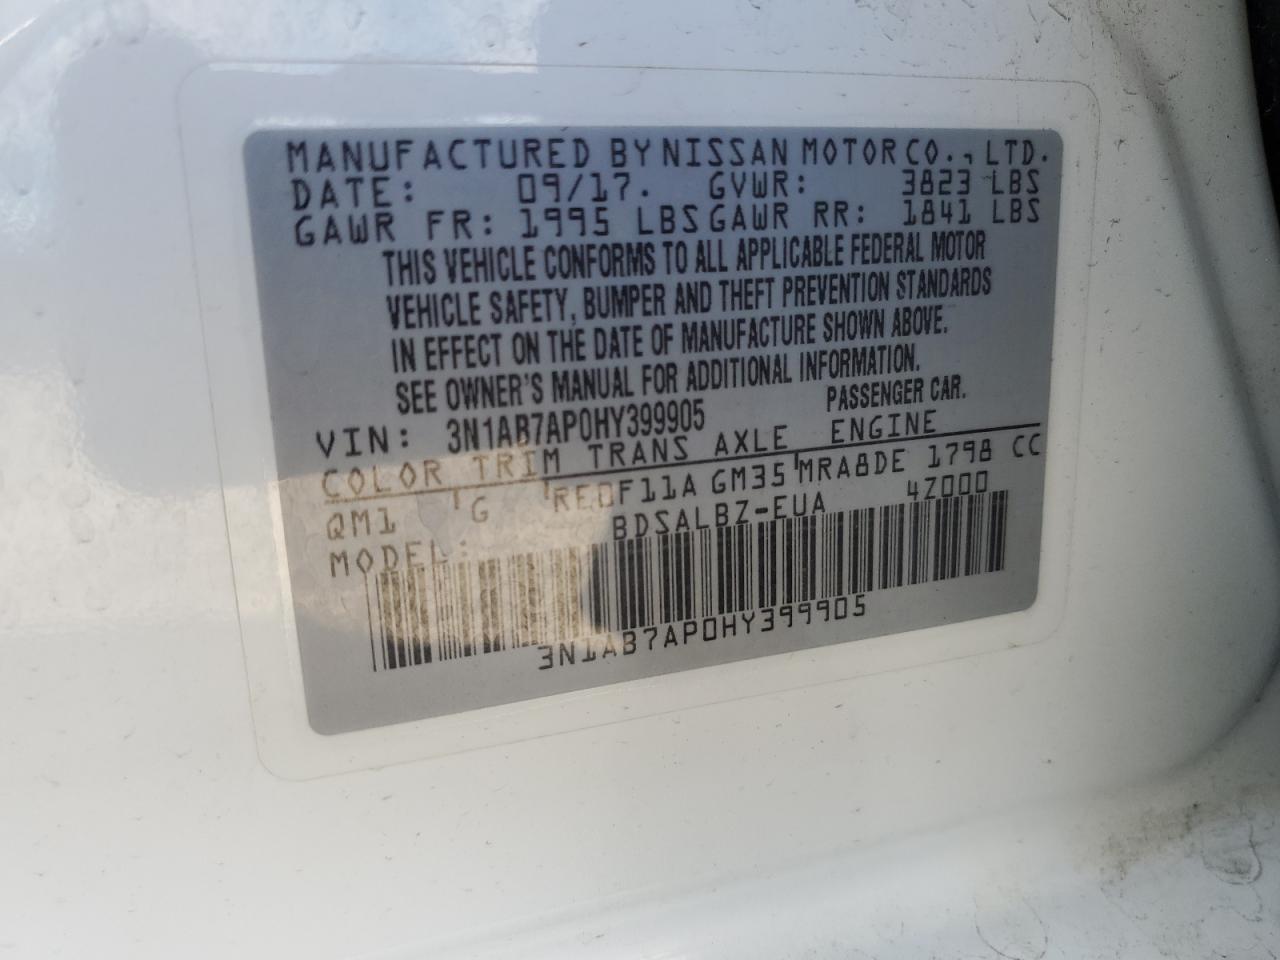 MANUFACTURED BY NISSAN MOTOR CO., LTD.
DATE: 09/17. GVWR: 3823 LBS
GAWR FR: 1995 LBS GAWR RR: 1841 LBS
THIS VEHICLE CONFORMS TO ALL APPLICABLE FEDERAL MOTOR
VEHICLE SAFETY, BUMPER AND THEFT PREVENTION STANDARDS
IN EFFECT ON THE DATE OF MANUFACTURE SHOWN ABOVE.
SEE OWNER'S MANUAL FOR ADDITIONAL INFORMATION.
VIN: 3N1AB7AP0HY399905 PASSENGER CAR.
COLOR TRIM TRANS AXLE ENGINE
QM1 G RE0F11A GM35 MRA8DE 1798 CC
MODEL: BDSALBZ-EUA 4Z000
3N1AB7AP0HY399905